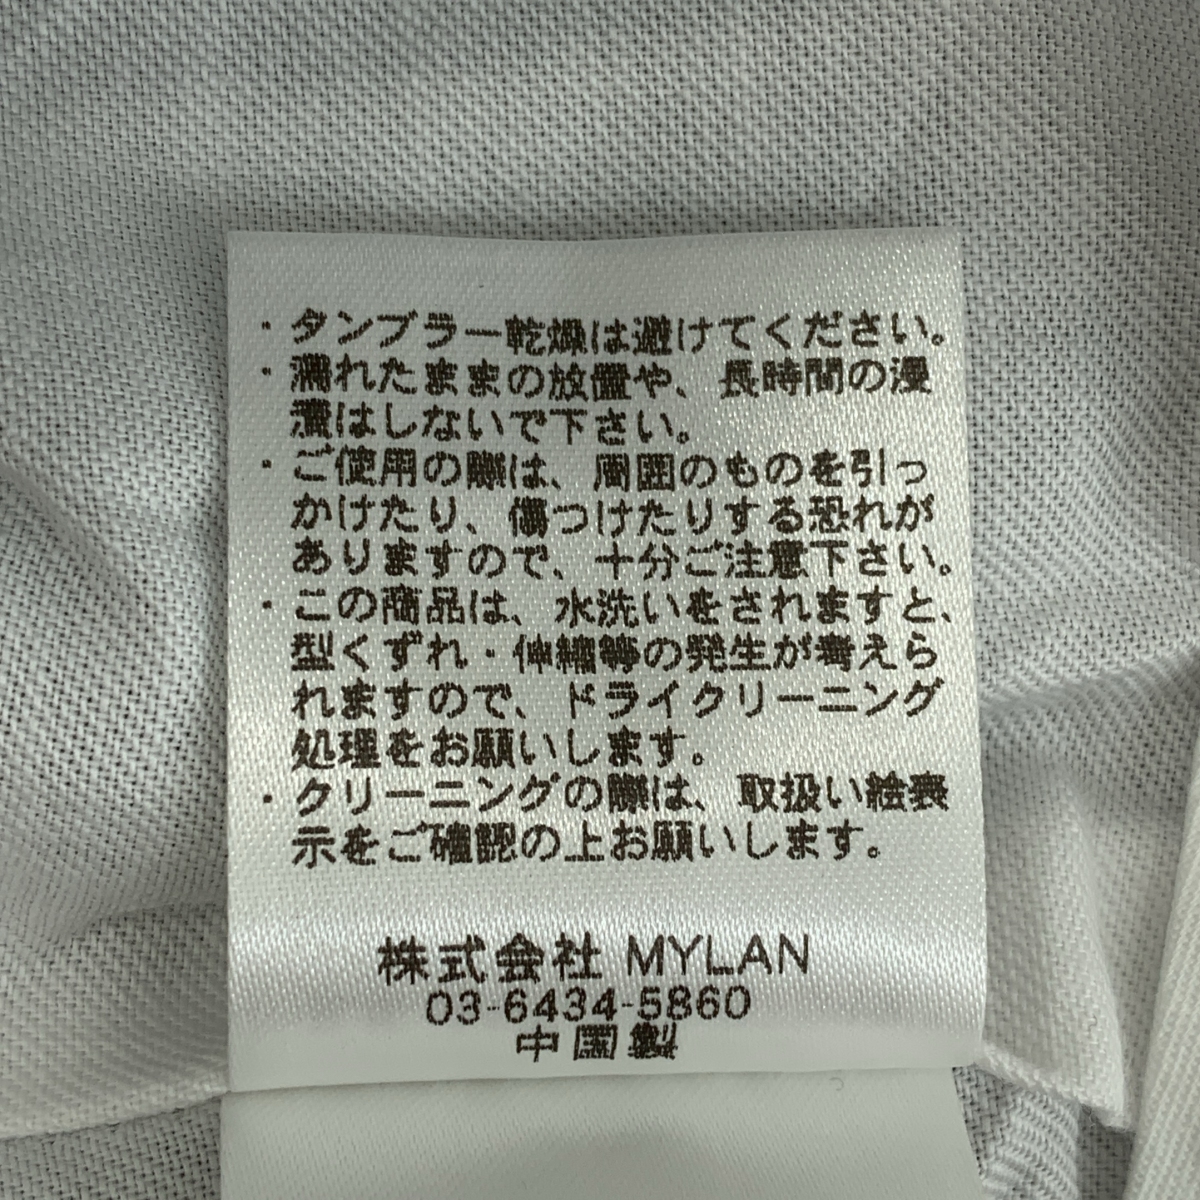 ・タンブラー乾燥は避けてください。
・濡れたままの放置や、長時間の浸
漬はしないで下さい。
・ご使用の際は、周囲のものを引っ
かけたり、傷つけたりする恐れが
ありますので、十分ご注意下さい。
・この商品は、水洗いをされますと、
型くずれ・伸縮等の発生が考えら
れますので、ドライクリーニング
処理をお願いします。
・クリーニングの際は、取扱い絵表
示をご確認の上お願いします。
株式会社 MYLAN
03-6434-5860
中国製